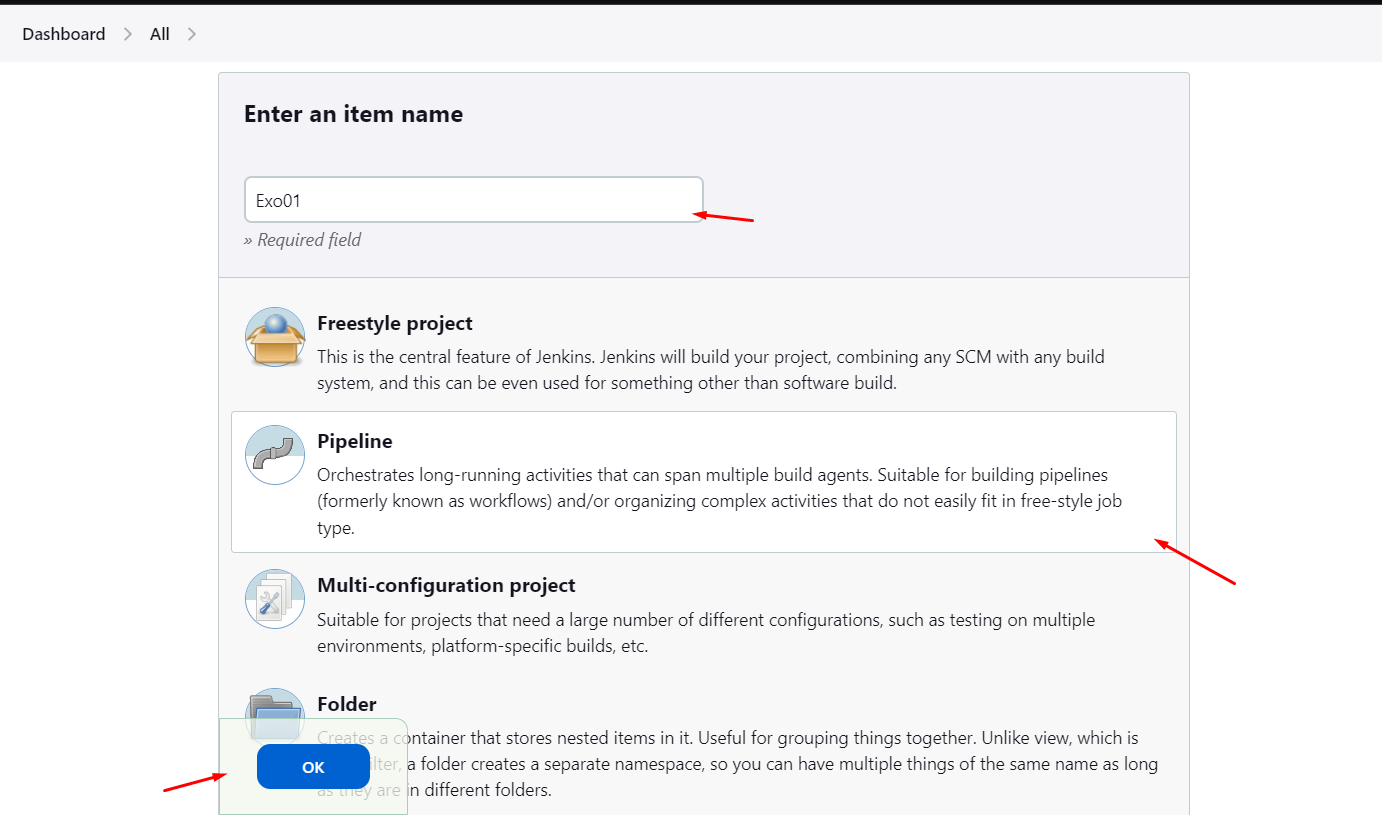 Dashboard > All >
Enter an item name
Exo01
» Required field
Freestyle project
This is the central feature of Jenkins. Jenkins will build your project, combining any SCM with any build
system, and this can be even used for something other than software build.
Pipeline
Orchestrates long-running activities that can span multiple build agents. Suitable for building pipelines
(formerly known as workflows) and/or organizing complex activities that do not easily fit in free-style job
type.
Multi-configuration project
Suitable for projects that need a large number of different configurations, such as testing on multiple
environments, platform-specific builds, etc.
Folder
Creates a container that stores nested items in it. Useful for grouping things together. Unlike view, which is
filter, a folder creates a separate namespace, so you can have multiple things of the same name as long
as they are in different folders.
OK